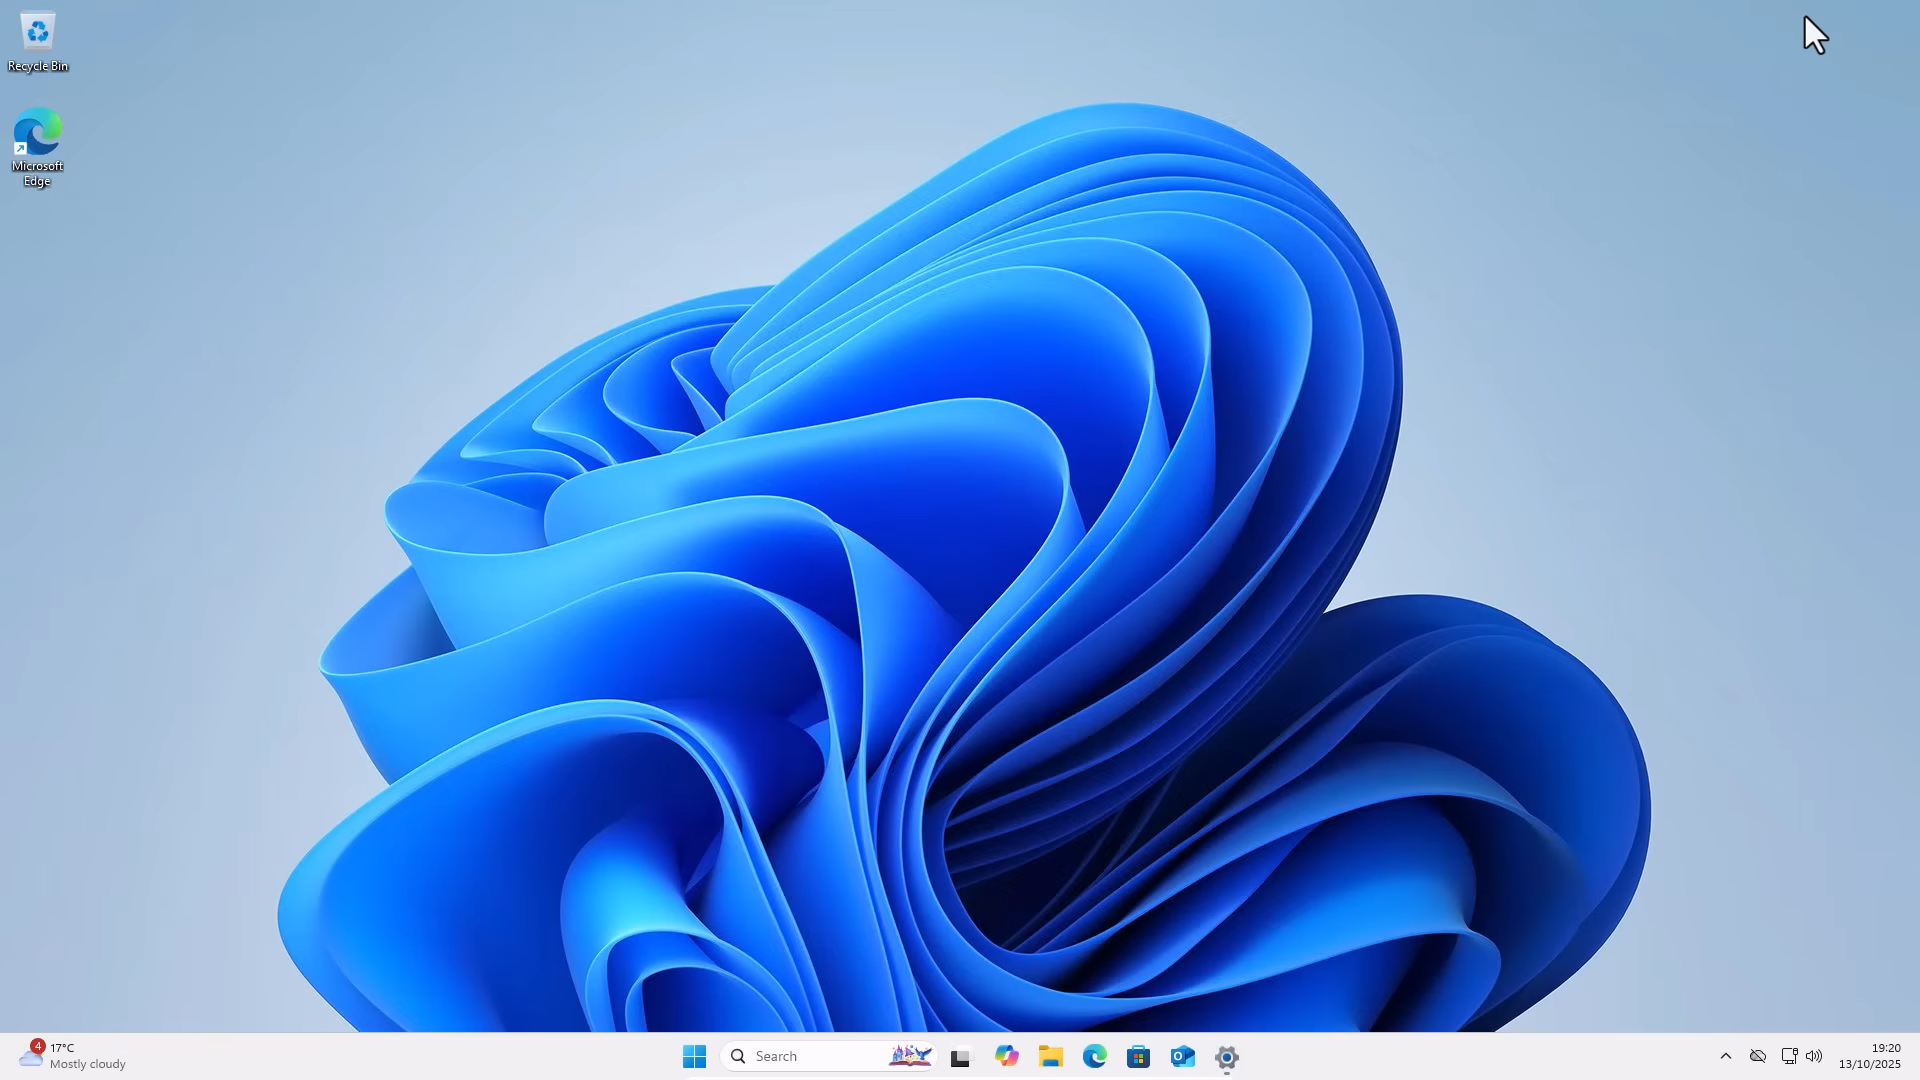 Recycle Bin
Microsoft
Edge
4
17°C
Mostly cloudy
Search
19:20
13/10/2025